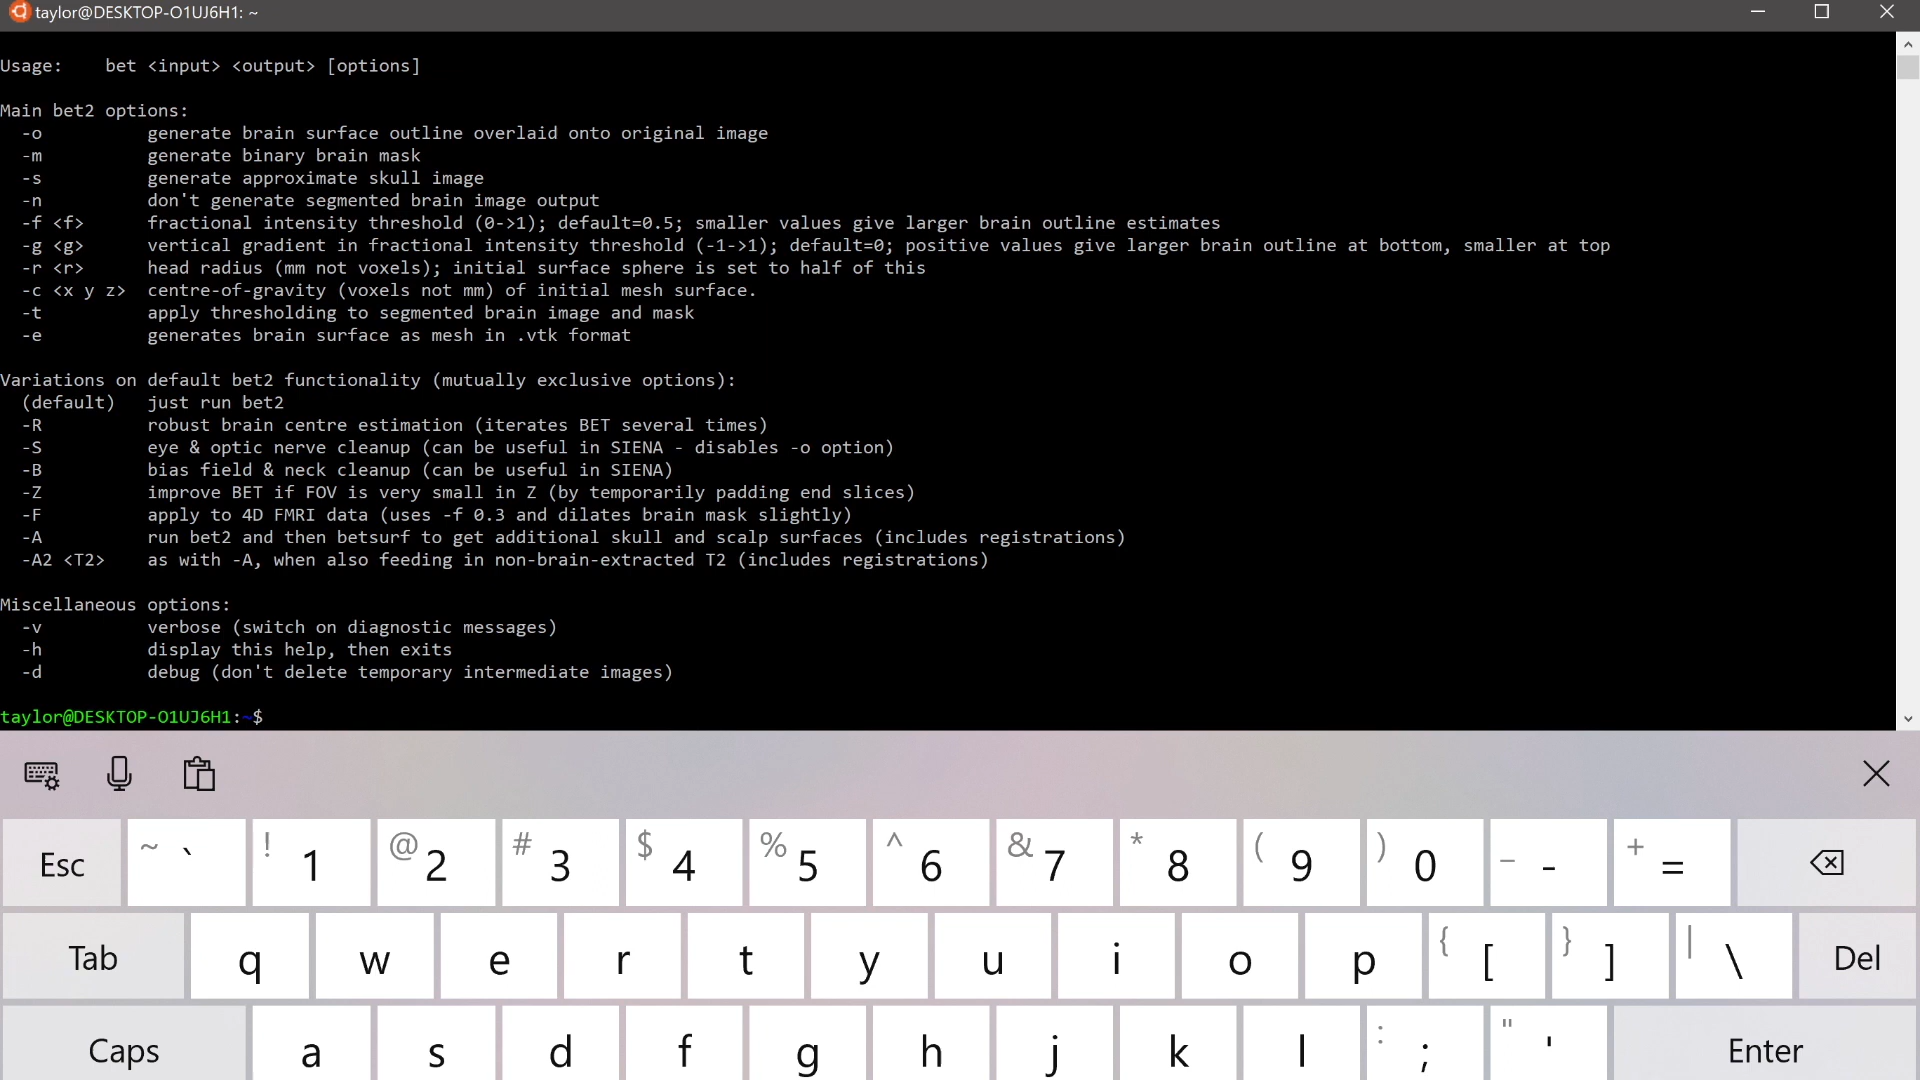 taylor@DESKTOP-O1UJ6H1: ~
Usage:    bet <input> <output> [options]
Main bet2 options:
  -o          generate brain surface outline overlaid onto original image
  -m          generate binary brain mask
  -s          generate approximate skull image
  -n          don't generate segmented brain image output
  -f <f>      fractional intensity threshold (0->1); default=0.5; smaller values give larger brain outline estimates
  -g <g>      vertical gradient in fractional intensity threshold (-1->1); default=0; positive values give larger brain outline at bottom, smaller at top
  -r <r>      head radius (mm not voxels); initial surface sphere is set to half of this
  -c <x y z>  centre-of-gravity (voxels not mm) of initial mesh surface.
  -t          apply thresholding to segmented brain image and mask
  -e          generates brain surface as mesh in .vtk format
Variations on default bet2 functionality (mutually exclusive options):
  (default)   just run bet2
  -R          robust brain centre estimation (iterates BET several times)
  -S          eye & optic nerve cleanup (can be useful in SIENA - disables -o option)
  -B          bias field & neck cleanup (can be useful in SIENA)
  -Z          improve BET if FOV is very small in Z (by temporarily padding end slices)
  -F          apply to 4D FMRI data (uses -f 0.3 and dilates brain mask slightly)
  -A          run bet2 and then betsurf to get additional skull and scalp surfaces (includes registrations)
  -A2 <T2>    as with -A, when also feeding in non-brain-extracted T2 (includes registrations)
Miscellaneous options:
  -v          verbose (switch on diagnostic messages)
  -h          display this help, then exits
  -d          debug (don't delete temporary intermediate images)
taylor@DESKTOP-O1UJ6H1:~$
Esc ~ ` ! 1 @ 2 # 3 $ 4 % 5 ^ 6 & 7 * 8 ( 9 ) 0 _ - + =
Tab q w e r t y u i o p { [ } ] | \ Del
Caps a s d f g h j k l : ; " ' Enter